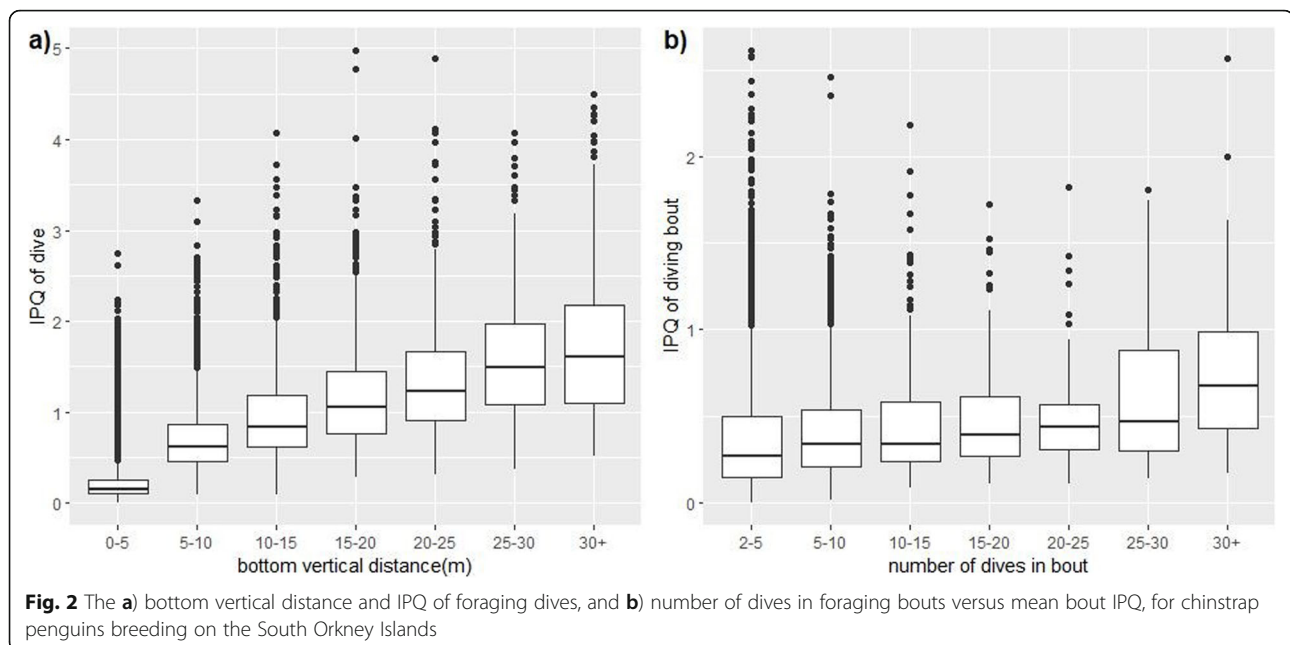 a)
IPQ of dive
5
4
3
2
1
0
0-5 5-10 10-15 15-20 20-25 25-30 30+
bottom vertical distance(m)
b)
IPQ of diving bout
2
1
0
2-5 5-10 10-15 15-20 20-25 25-30 30+
number of dives in bout
Fig. 2 The a) bottom vertical distance and IPQ of foraging dives, and b) number of dives in foraging bouts versus mean bout IPQ, for chinstrap
penguins breeding on the South Orkney Islands